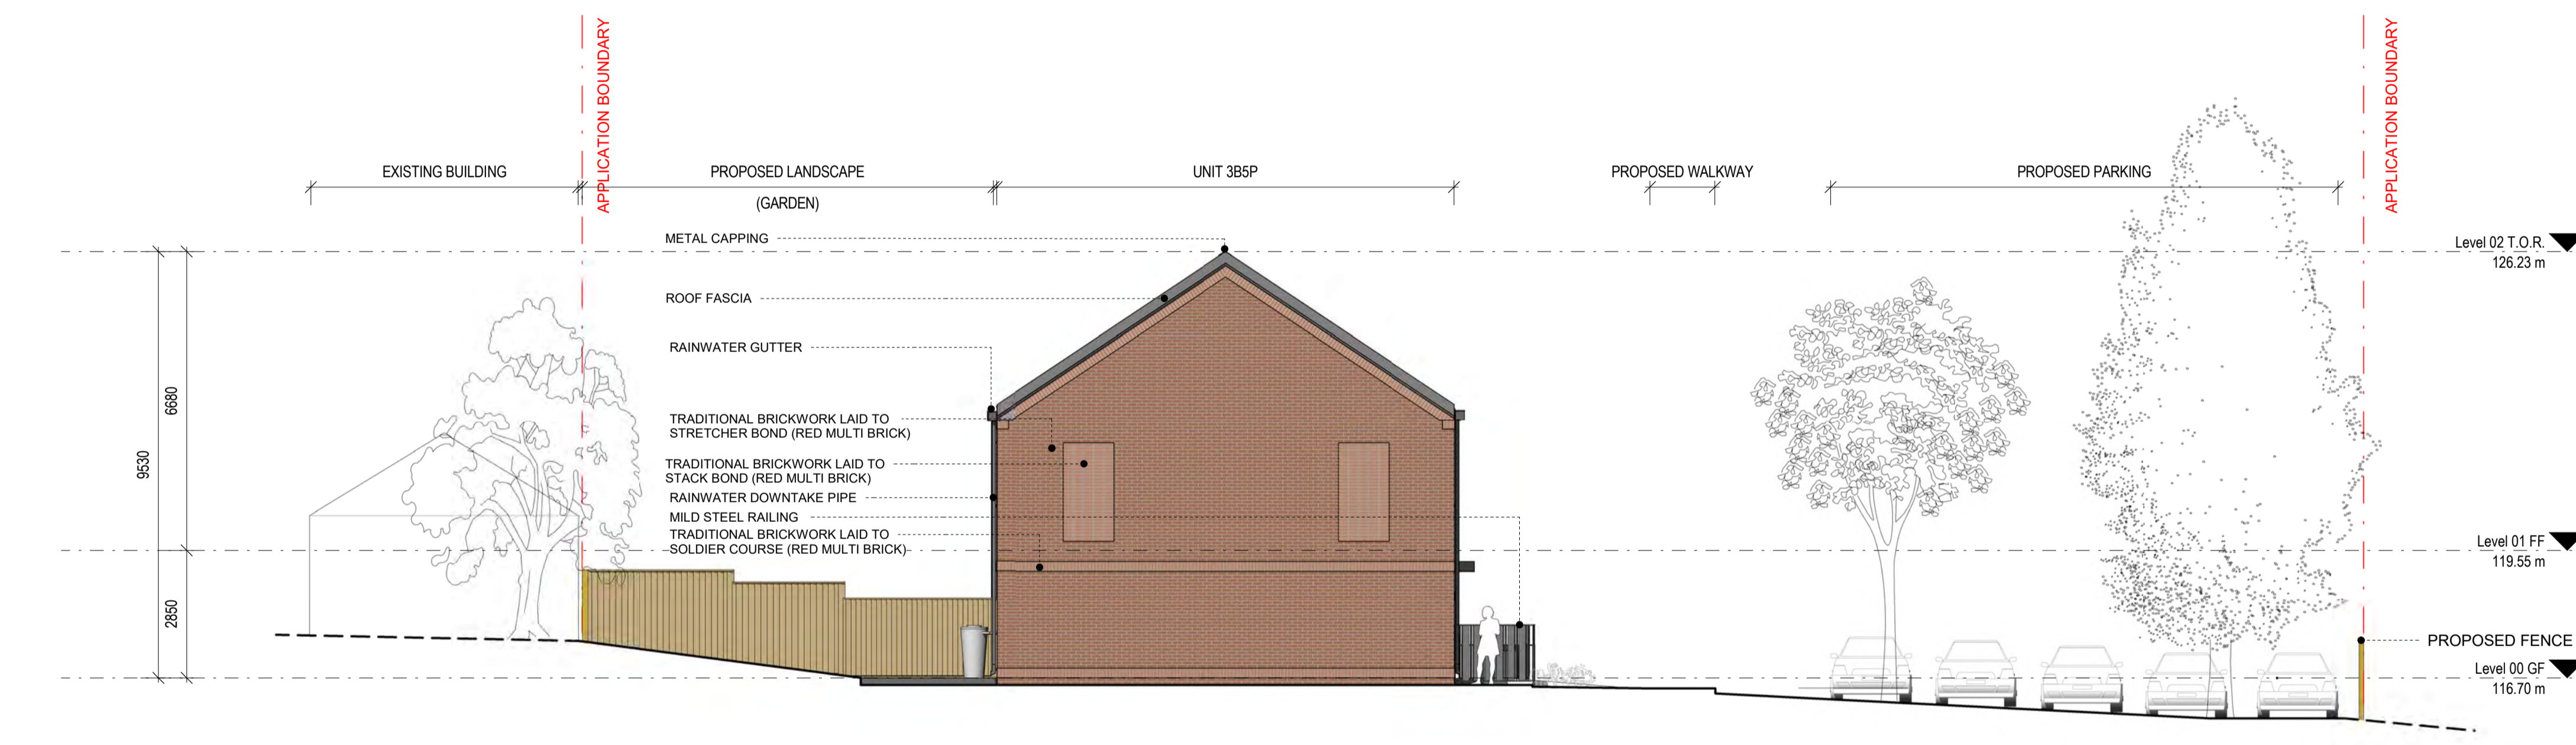 APPLICATION BOUNDARY
APPLICATION BOUNDARY
EXISTING BUILDING
PROPOSED LANDSCAPE
(GARDEN)
UNIT 3B5P
PROPOSED WALKWAY
PROPOSED PARKING
METAL CAPPING
ROOF FASCIA
RAINWATER GUTTER
TRADITIONAL BRICKWORK LAID TO
STRETCHER BOND (RED MULTI BRICK)
TRADITIONAL BRICKWORK LAID TO
STACK BOND (RED MULTI BRICK)
RAINWATER DOWNTAKE PIPE
MILD STEEL RAILING
TRADITIONAL BRICKWORK LAID TO
SOLDIER COURSE (RED MULTI BRICK)
9530
6680
2850
Level 02 T.O.R.
126.23 m
Level 01 FF
119.55 m
PROPOSED FENCE
Level 00 GF
116.70 m